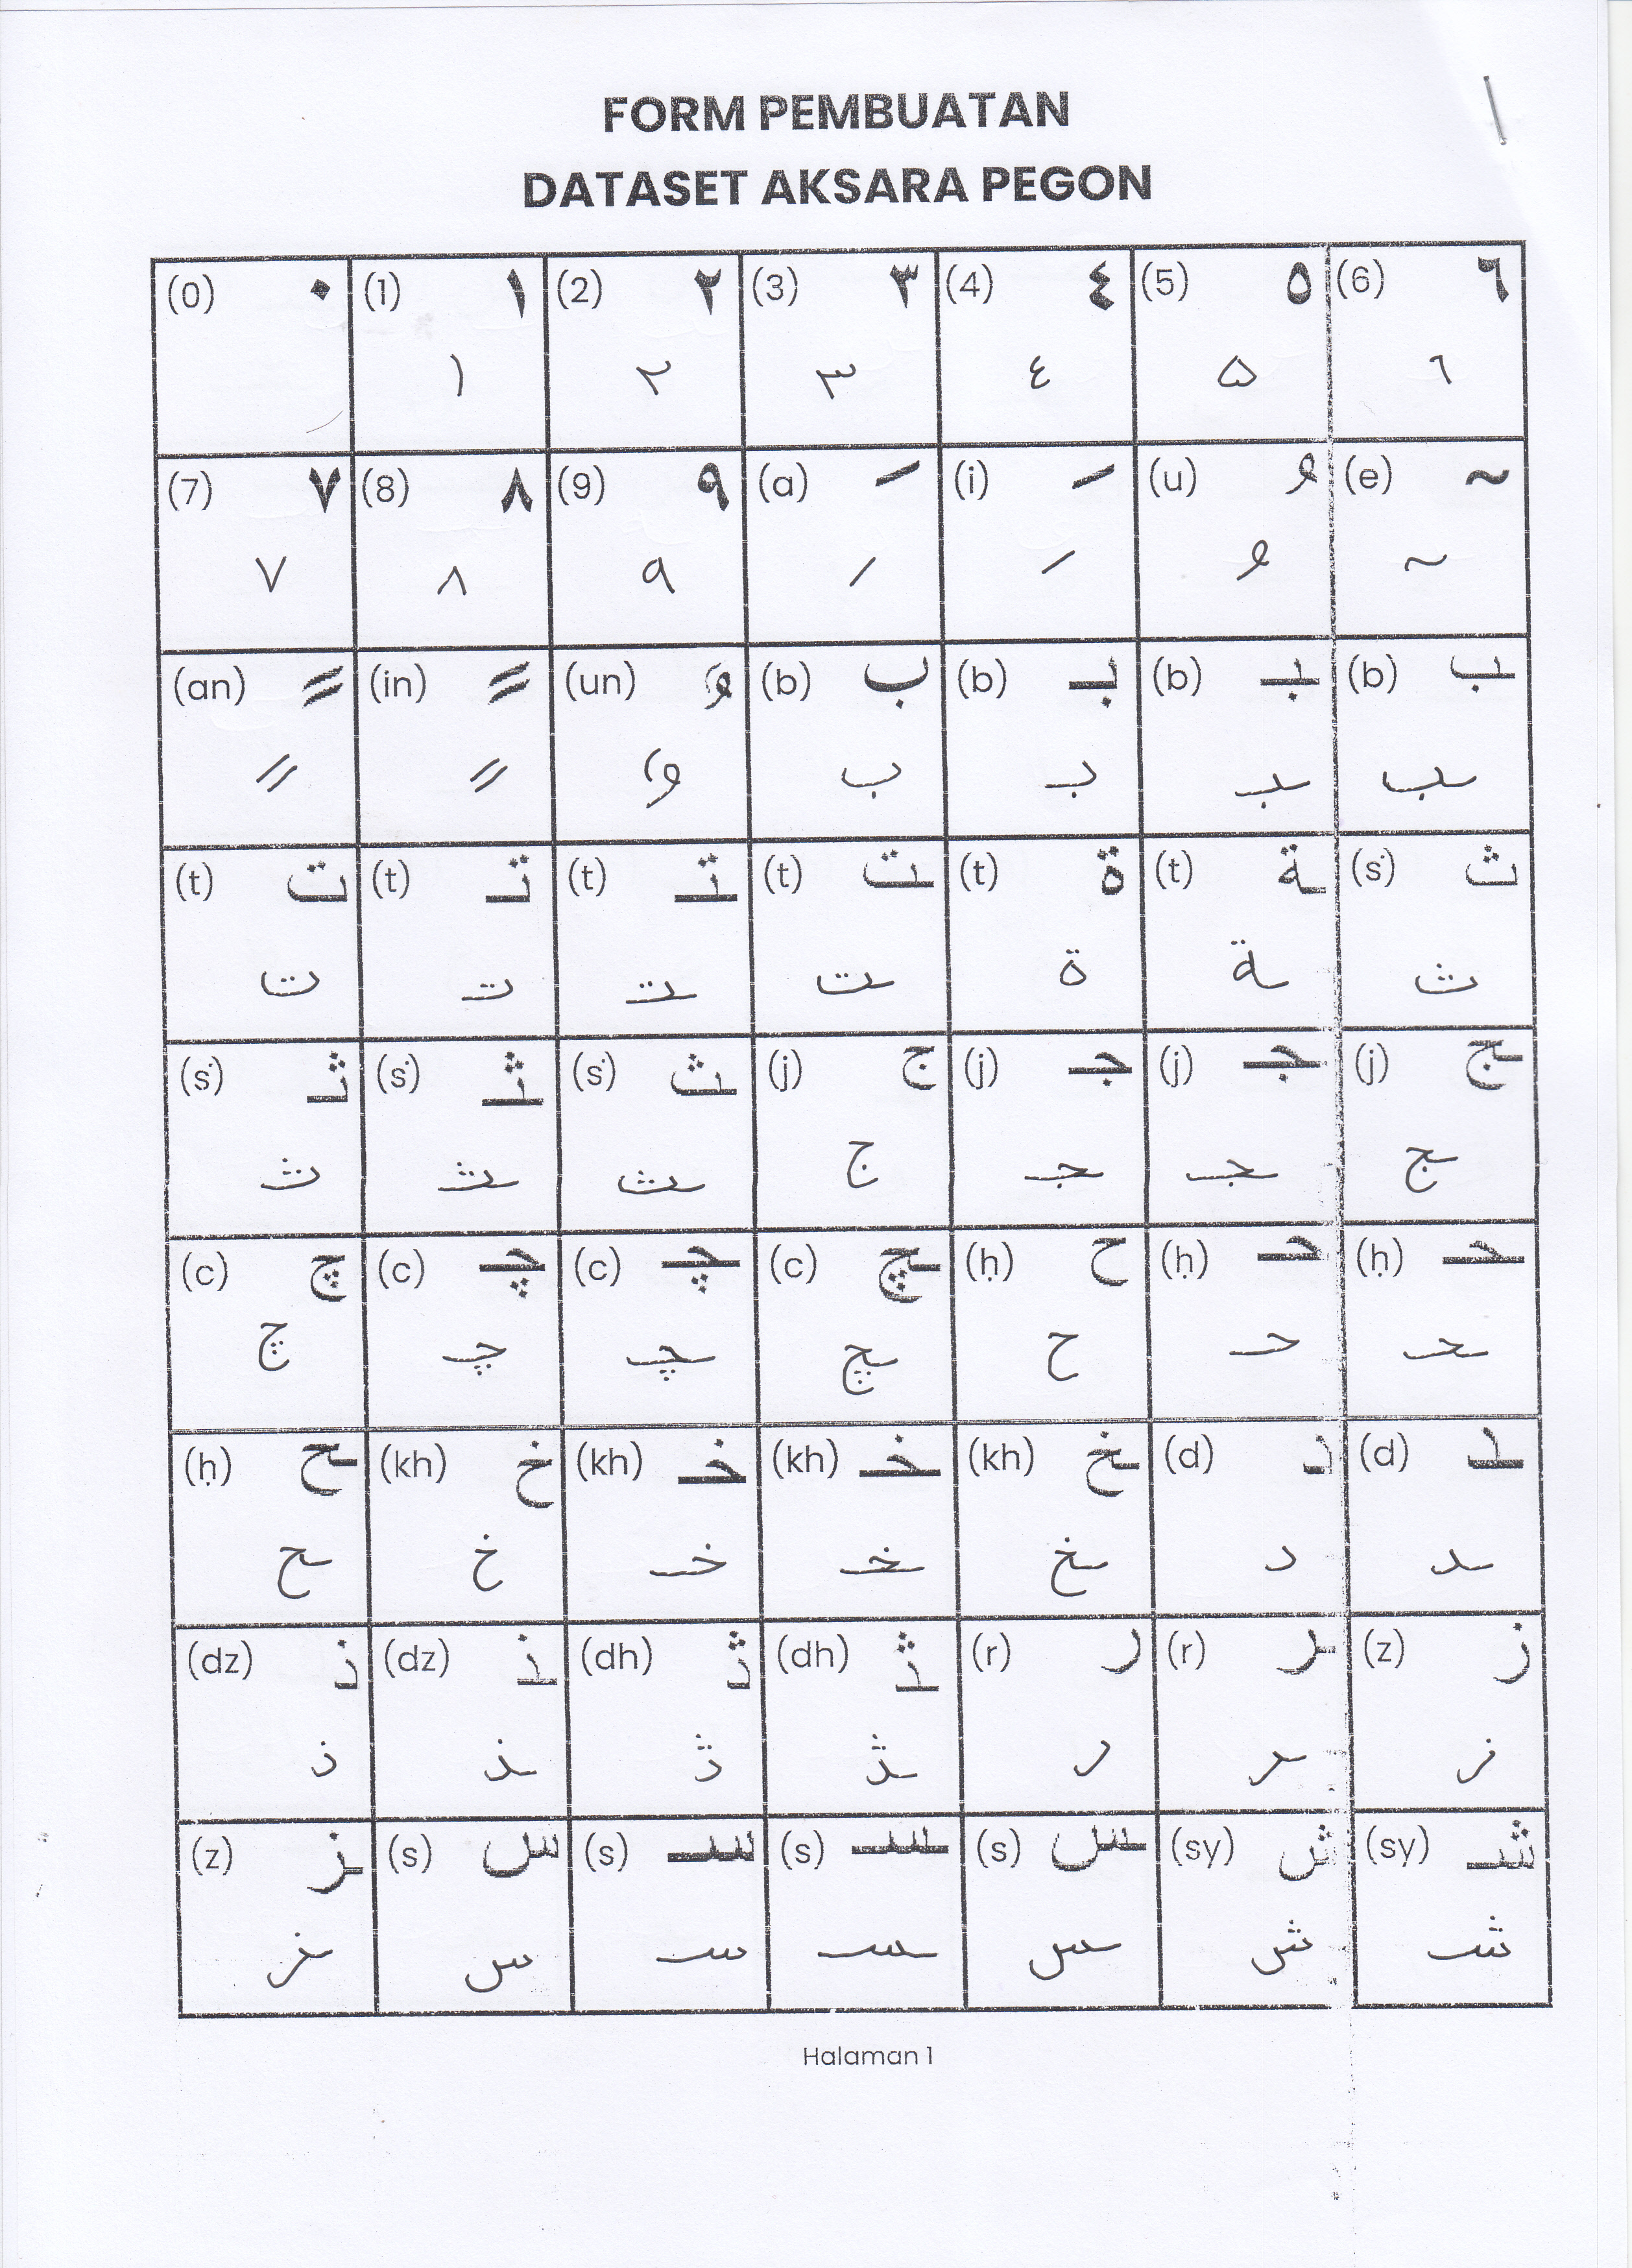 FORM PEMBUATAN
DATASET AKSARA PEGON
(0) ٠ (1) ١ (2) ٢ (3) ٣ (4) ٤ (5) ٥ (6) ٦
١ ٢ ٣ ٤ ۵ ٦
(7) ٧ (8) ٨ (9) ٩ (a) َ (i) ِ (u) ُ (e) ~
٧ ٨ ٩ َ ِ ُ ~
(an) ً (in) ٍ (un) ٌ (b) ب (b) بـ (b) ـبـ (b) ـب
ً ٍ ٌ ب بـ ـبـ ـب
(t) ت (t) تـ (t) ـتـ (t) ـت (t) ة (t) ـة (ṡ) ث
ت تـ ـتـ ـت ة ـة ث
(ṡ) ثـ (ṡ) ـثـ (ṡ) ـث (j) ج (j) جـ (j) ـجـ (j) ـج
ثـ ـثـ ـث ج جـ ـجـ ـج
(c) چ (c) چـ (c) ـچـ (c) ـچ (ḥ) ح (ḥ) حـ (ḥ) ـحـ
چ چـ ـچـ ـچ ح حـ ـحـ
(ḥ) ـح (kh) خ (kh) خـ (kh) ـخـ (kh) ـخ (d) د (d) ـد
ـح خ خـ ـخـ ـخ د ـد
(dz) ذ (dz) ـذ (dh) ڎ (dh) ـڎ (r) ر (r) ـر (z) ز
ذ ـذ ڎ ـڎ ر ـر ز
(z) ـز (s) س (s) سـ (s) ـسـ (s) ـس (sy) ش (sy) شـ
ـز س سـ ـسـ ـس ش شـ
Halaman 1